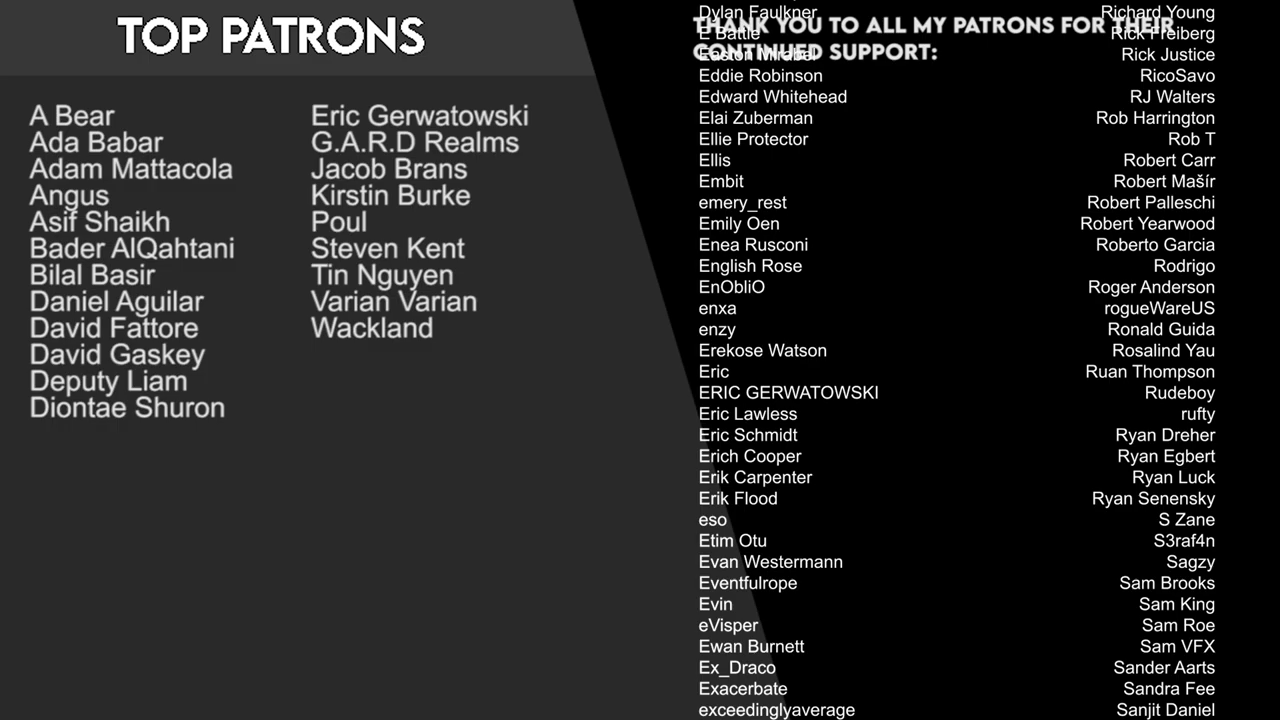 TOP PATRONS
A Bear
Ada Babar
Adam Mattacola
Angus
Asif Shaikh
Bader AlQahtani
Bilal Basir
Daniel Aguilar
David Fattore
David Gaskey
Deputy Liam
Diontae Shuron
Eric Gerwatowski
G.A.R.D Realms
Jacob Brans
Kirstin Burke
Poul
Steven Kent
Tin Nguyen
Varian Varian
Wackland
THANK YOU TO ALL MY PATRONS FOR THEIR
CONTINUED SUPPORT:
Dylan Faulkner
E Battle
Easton Mirabel
Eddie Robinson
Edward Whitehead
Elai Zuberman
Ellie Protector
Ellis
Embit
emery_rest
Emily Oen
Enea Rusconi
English Rose
EnObliO
enxa
enzy
Erekose Watson
Eric
ERIC GERWATOWSKI
Eric Lawless
Eric Schmidt
Erich Cooper
Erik Carpenter
Erik Flood
eso
Etim Otu
Evan Westermann
Eventfulrope
Evin
eVisper
Ewan Burnett
Ex_Draco
Exacerbate
exceedinglyaverage
Richard Young
Rick Freiberg
Rick Justice
RicoSavo
RJ Walters
Rob Harrington
Rob T
Robert Carr
Robert Mašír
Robert Palleschi
Robert Yearwood
Roberto Garcia
Rodrigo
Roger Anderson
rogueWareUS
Ronald Guida
Rosalind Yau
Ruan Thompson
Rudeboy
rufty
Ryan Dreher
Ryan Egbert
Ryan Luck
Ryan Senensky
S Zane
S3raf4n
Sagzy
Sam Brooks
Sam King
Sam Roe
Sam VFX
Sander Aarts
Sandra Fee
Sanjit Daniel